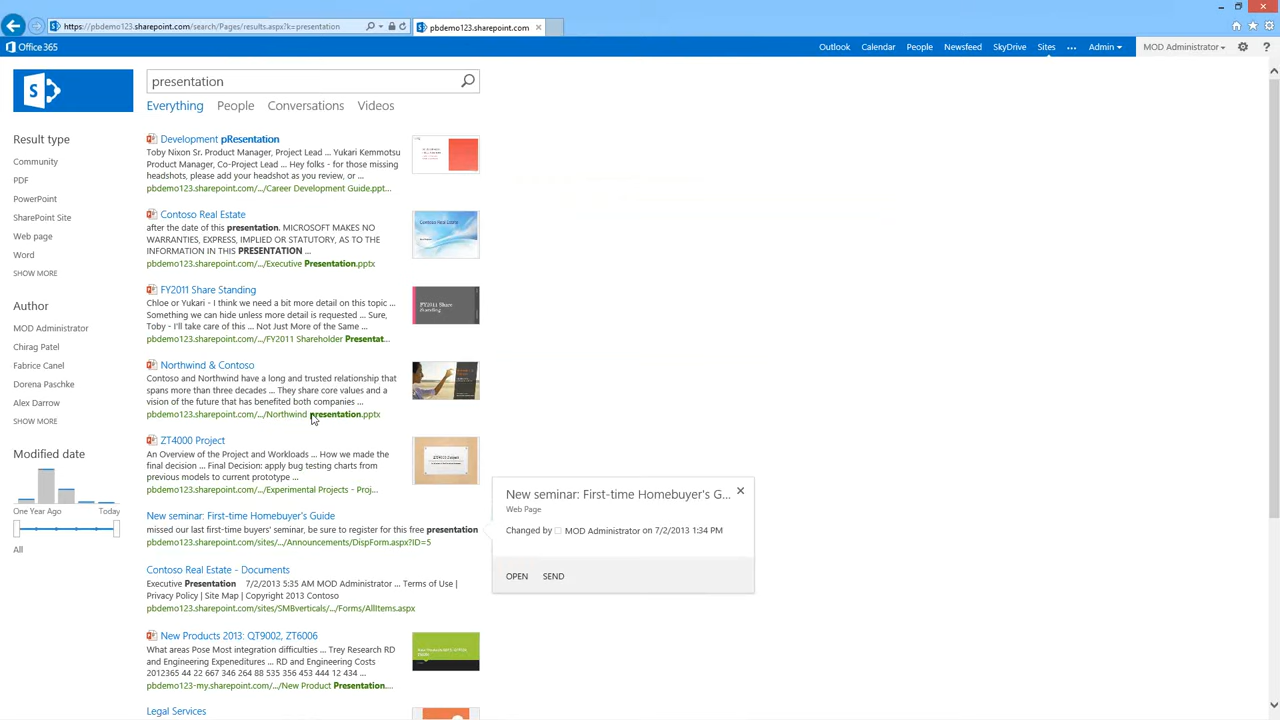 https://pbdemo123.sharepoint.com/search/Pages/results.aspx?k=presentation
pbdemo123.sharepoint.com
Office 365
Outlook Calendar People Newsfeed SkyDrive Sites ... Admin
MOD Administrator
?
S
presentation
Everything People Conversations Videos
Result type
Community
PDF
PowerPoint
SharePoint Site
Web page
Word
SHOW MORE
Author
MOD Administrator
Chirag Patel
Fabrice Canel
Dorena Paschke
Alex Darrow
SHOW MORE
Modified date
One Year Ago Today
All
Development pResentation
Toby Nixon Sr. Product Manager, Project Lead ... Yukari Kemmotsu
Product Manager, Co-Project Lead ... Hey folks - for those missing
headshots, please add your headshot as you review, or ...
pbdemo123.sharepoint.com/.../Career Development Guide.ppt...
Contoso Real Estate
after the date of this presentation. MICROSOFT MAKES NO
WARRANTIES, EXPRESS, IMPLIED OR STATUTORY, AS TO THE
INFORMATION IN THIS PRESENTATION ...
pbdemo123.sharepoint.com/.../Executive Presentation.pptx
Contoso Real Estate
FY2011 Share Standing
Chloe or Yukari - I think we need a bit more detail on this topic ...
Something we can hide unless more detail is requested ... Sure,
Toby - I'll take care of this ... Not Just More of the Same ...
pbdemo123.sharepoint.com/.../FY2011 Shareholder Presentat...
FY2011 Share
Standing
Northwind & Contoso
Contoso and Northwind have a long and trusted relationship that
spans more than three decades ... They share core values and a
vision of the future that has benefited both companies ...
pbdemo123.sharepoint.com/.../Northwind presentation.pptx
ZT4000 Project
An Overview of the Project and Workloads ... How we made the
final decision ... Final Decision: apply bug testing charts from
previous models to current prototype ...
pbdemo123.sharepoint.com/.../Experimental Projects - Proj...
ZT4000 Project
New seminar: First-time Homebuyer's Guide
missed our last first-time buyers' seminar, be sure to register for this free presentation
pbdemo123.sharepoint.com/sites/.../Announcements/DispForm.aspx?ID=5
Contoso Real Estate - Documents
Executive Presentation 7/2/2013 5:35 AM MOD Administrator ... Terms of Use |
Privacy Policy | Site Map | Copyright 2013 Contoso
pbdemo123.sharepoint.com/sites/SMBverticals/.../Forms/AllItems.aspx
New Products 2013: QT9002, ZT6006
What areas Pose Most integration difficulties ... Trey Research RD
and Engineering Expeneditures ... RD and Engineering Costs
2012365 44 22 667 346 264 88 535 356 453 444 12 434 ...
pbdemo123-my.sharepoint.com/.../New Product Presentation....
Legal Services
New seminar: First-time Homebuyer's G...
Web Page
Changed by MOD Administrator on 7/2/2013 1:34 PM
OPEN SEND